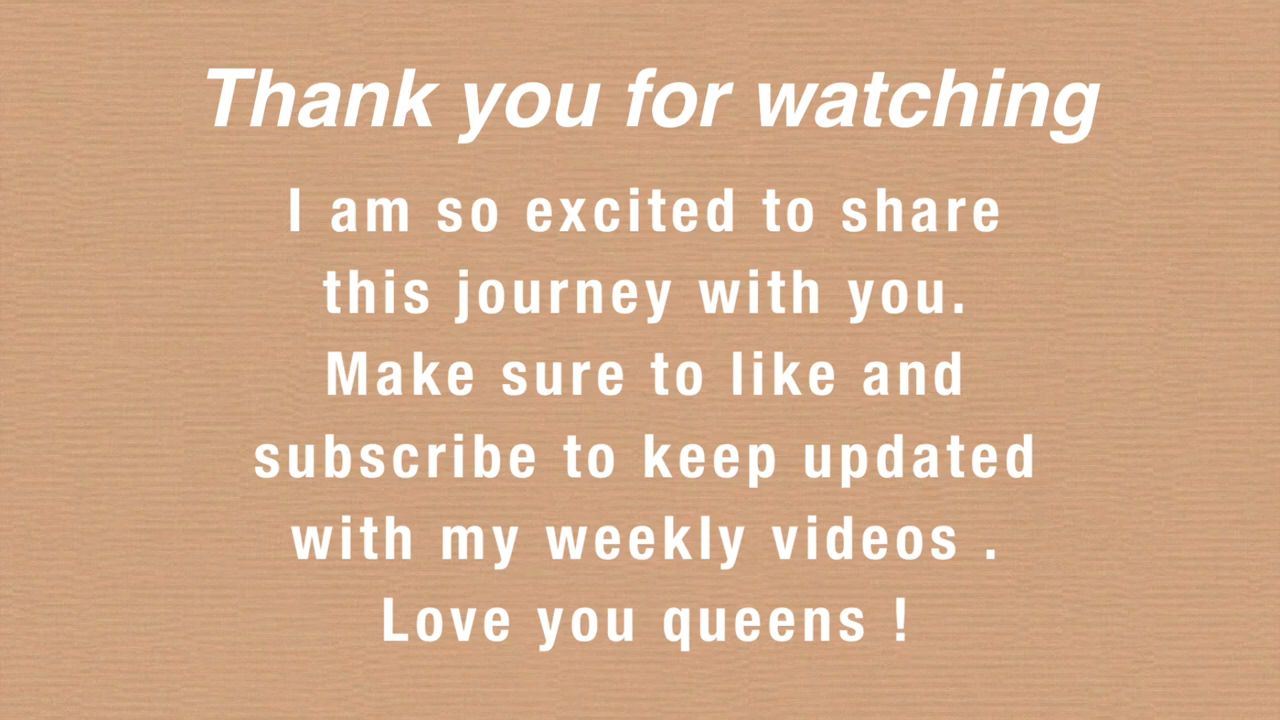 Thank you for watching
I am so excited to share
this journey with you.
Make sure to like and
subscribe to keep updated
with my weekly videos .
Love you queens !